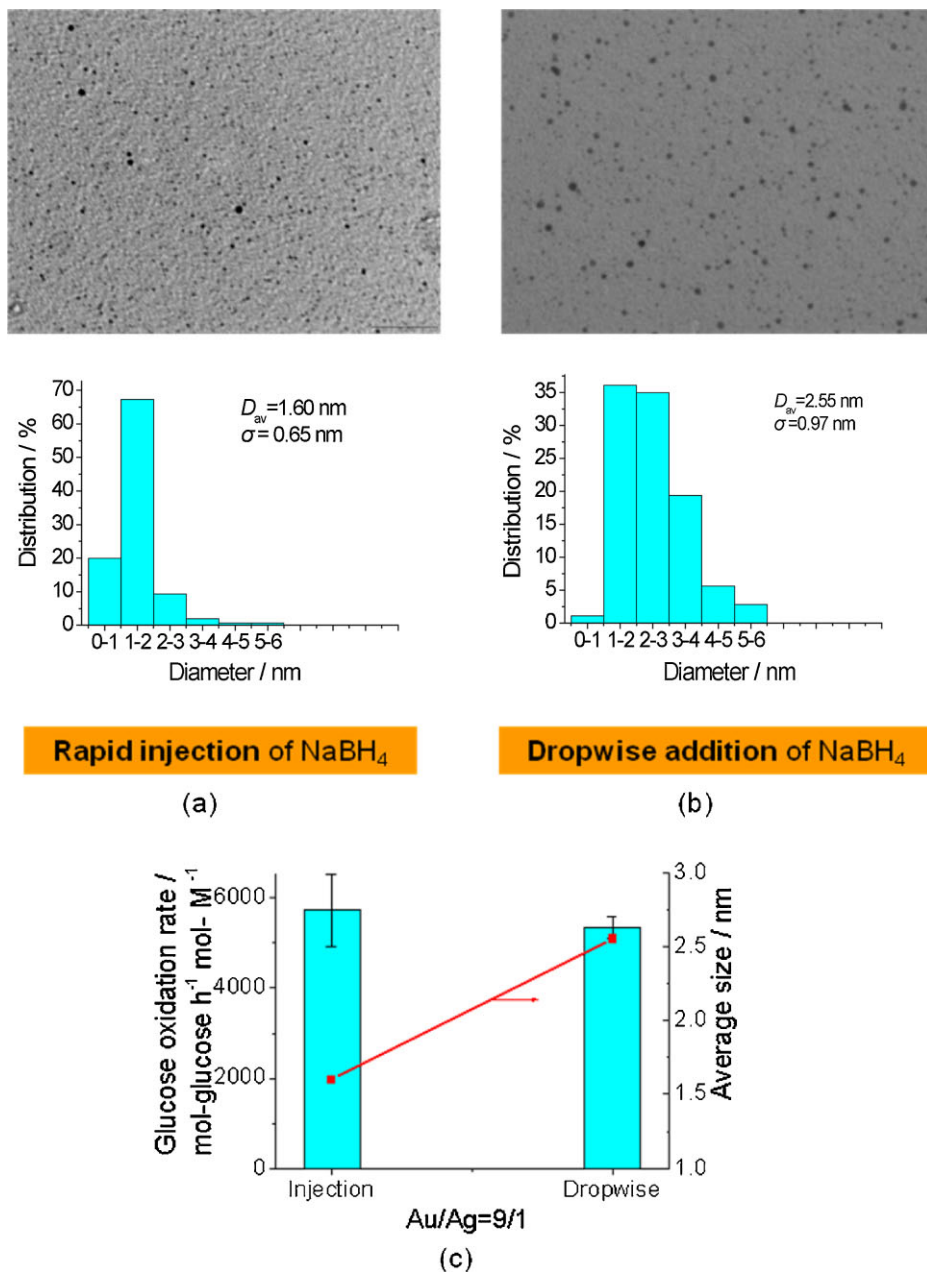 70
60
50
40
30
20
10
0
Distribution / %
D_av=1.60 nm
σ= 0.65 nm
0-1 1-2 2-3 3-4 4-5 5-6
Diameter / nm
35
30
25
20
15
10
5
0
Distribution / %
D_av=2.55 nm
σ=0.97 nm
0-1 1-2 2-3 3-4 4-5 5-6
Diameter / nm
Rapid injection of NaBH₄
Dropwise addition of NaBH₄
(a)
(b)
Glucose oxidation rate /
mol-glucose h⁻¹ mol- M⁻¹
6000
4000
2000
0
3.0
2.5
2.0
1.5
1.0
Average size / nm
Injection Dropwise
Au/Ag=9/1
(c)